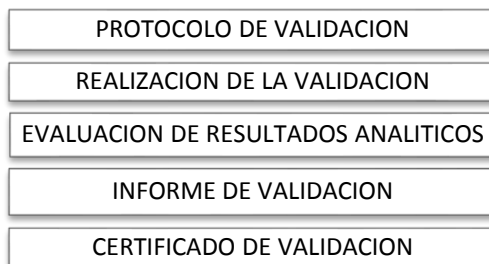 PROTOCOLO DE VALIDACION
REALIZACION DE LA VALIDACION
EVALUACION DE RESULTADOS ANALITICOS
INFORME DE VALIDACION
CERTIFICADO DE VALIDACION